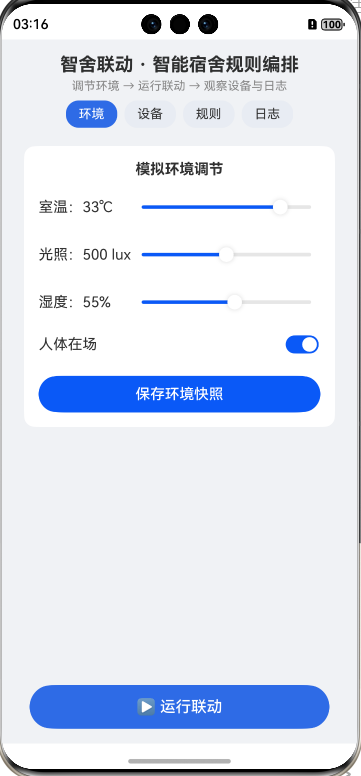 03:16
100
智舍联动 · 智能宿舍规则编排
调节环境 → 运行联动 → 观察设备与日志
环境 设备 规则 日志
模拟环境调节
室温：33℃
光照：500 lux
湿度：55%
人体在场
保存环境快照
运行联动